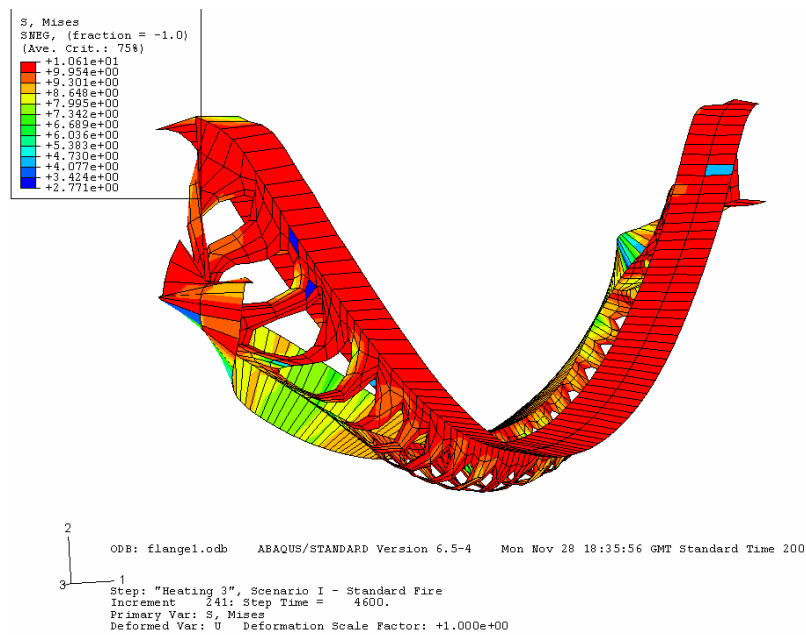 S, Mises
SNEG, (fraction = -1.0)
(Ave. Crit.: 75%)
+1.061e+01
+9.954e+00
+9.301e+00
+8.648e+00
+7.995e+00
+7.342e+00
+6.689e+00
+6.036e+00
+5.383e+00
+4.730e+00
+4.077e+00
+3.424e+00
+2.771e+00
2
3
1
ODB: flange1.odb ABAQUS/STANDARD Version 6.5-4 Mon Nov 28 18:35:56 GMT Standard Time 200
Step: "Heating 3", Scenario I - Standard Fire
Increment 241: Step Time = 4600.
Primary Var: S, Mises
Deformed Var: U Deformation Scale Factor: +1.000e+00